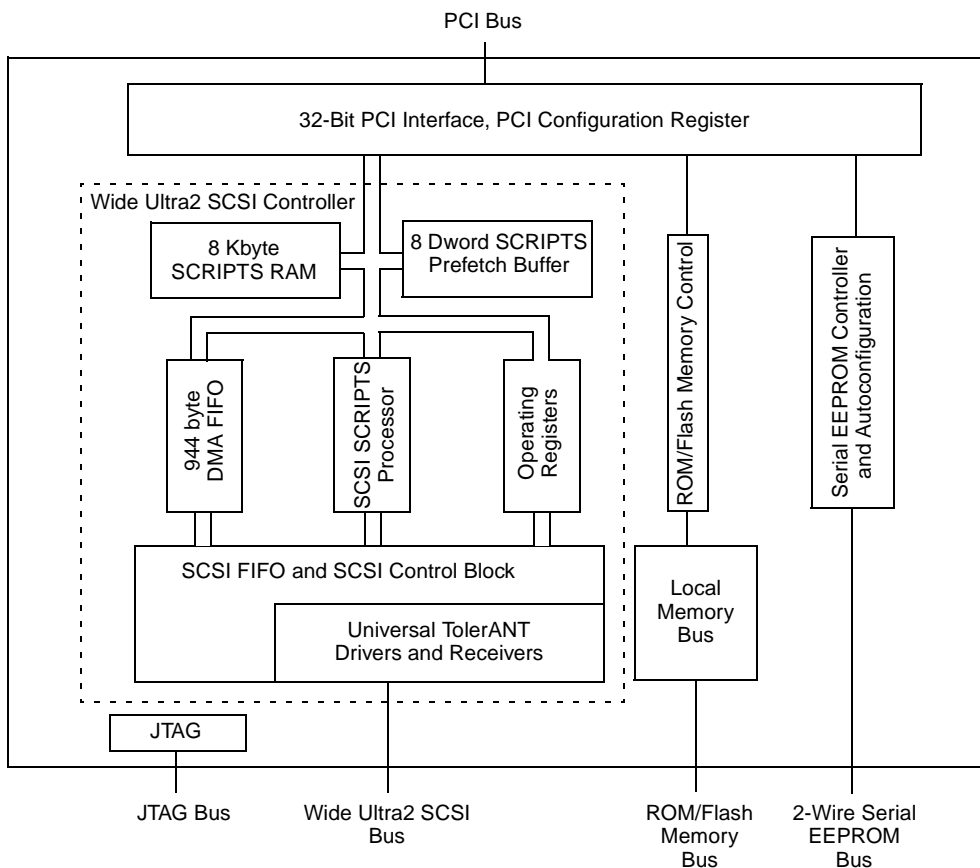 PCI Bus
32-Bit PCI Interface, PCI Configuration Register
Wide Ultra2 SCSI Controller
8 Kbyte
SCRIPTS RAM
8 Dword SCRIPTS
Prefetch Buffer
944 byte
DMA FIFO
SCSI SCRIPTS
Processor
Operating
Registers
ROM/Flash Memory Control
Serial EEPROM Controller
and Autoconfiguration
SCSI FIFO and SCSI Control Block
Universal TolerANT
Drivers and Receivers
Local
Memory
Bus
JTAG
JTAG Bus
Wide Ultra2 SCSI
Bus
ROM/Flash
Memory
Bus
2-Wire Serial
EEPROM
Bus